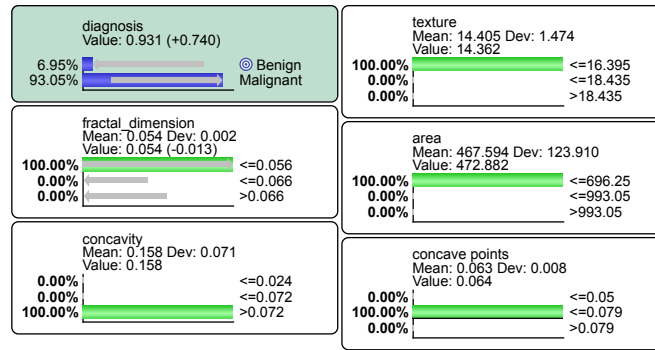 diagnosis
Value: 0.931 (+0.740)
6.95% Benign
93.05% Malignant
fractal_dimension
Mean: 0.054 Dev: 0.002
Value: 0.054 (-0.013)
100.00% <=0.056
0.00% <=0.066
0.00% >0.066
concavity
Mean: 0.158 Dev: 0.071
Value: 0.158
0.00% <=0.024
0.00% <=0.072
100.00% >0.072
texture
Mean: 14.405 Dev: 1.474
Value: 14.362
100.00% <=16.395
0.00% <=18.435
0.00% >18.435
area
Mean: 467.594 Dev: 123.910
Value: 472.882
100.00% <=696.25
0.00% <=993.05
0.00% >993.05
concave points
Mean: 0.063 Dev: 0.008
Value: 0.064
0.00% <=0.05
100.00% <=0.079
0.00% >0.079